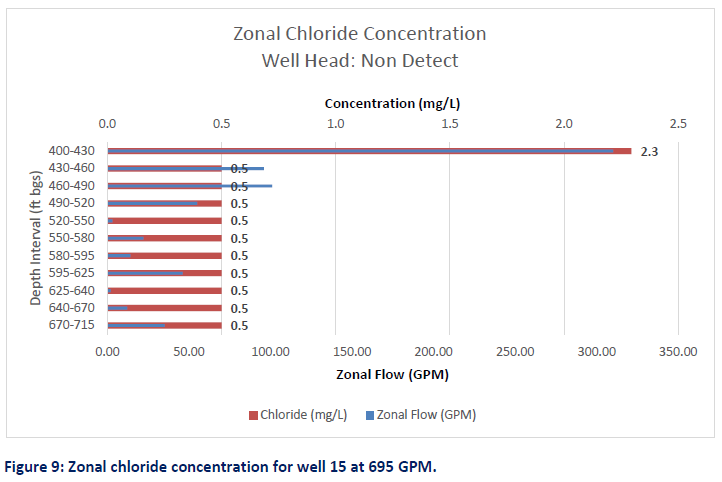 Zonal Chloride Concentration
Well Head: Non Detect
Concentration (mg/L)
0.0 0.5 1.0 1.5 2.0 2.5
Depth Interval (ft bgs)
400-430 2.3
430-460 0.5
460-490 0.5
490-520 0.5
520-550 0.5
550-580 0.5
580-595 0.5
595-625 0.5
625-640 0.5
640-670 0.5
670-715 0.5
0.00 50.00 100.00 150.00 200.00 250.00 300.00 350.00
Zonal Flow (GPM)
Chloride (mg/L) Zonal Flow (GPM)
Figure 9: Zonal chloride concentration for well 15 at 695 GPM.